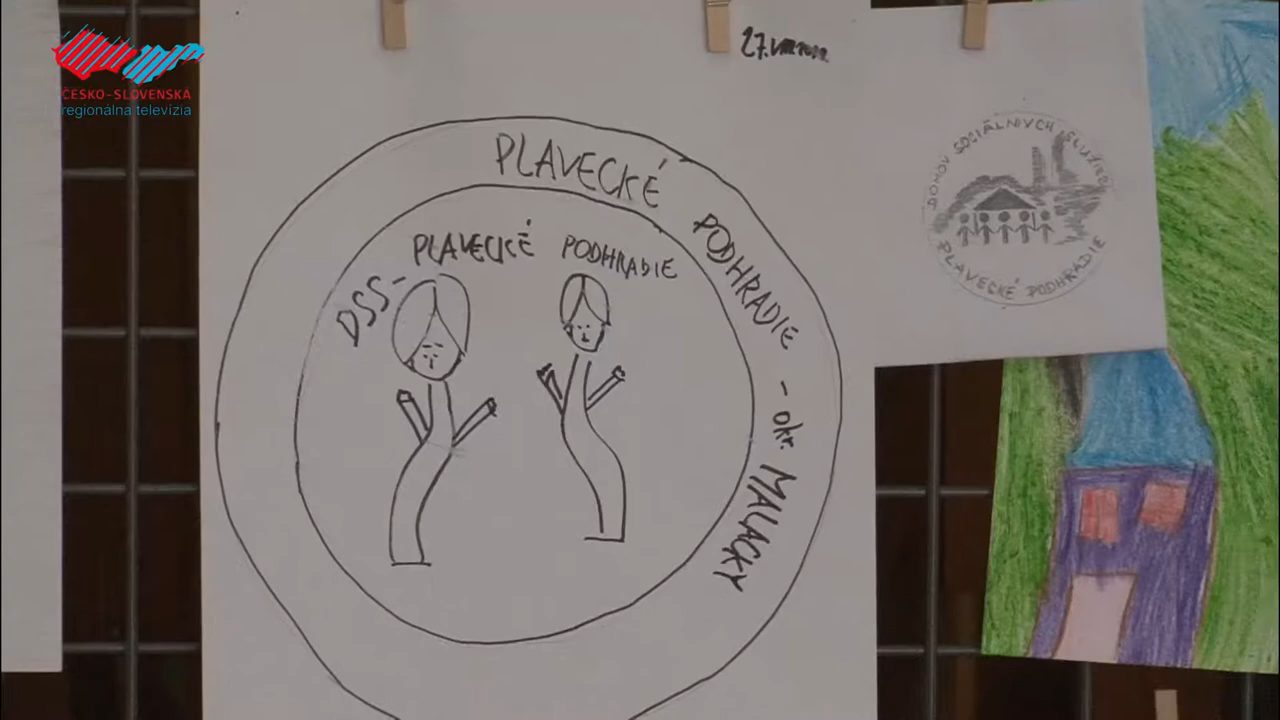 ČESKO-SLOVENSKÁ
regionálna televízia
27.
PLAVECKÉ PODHRADIE - okr. MALACKY
DSS- PLAVECKÉ PODHRADIE
DOMOV SOCIÁLNYCH SLUŽIEB
PLAVECKÉ PODHRADIE